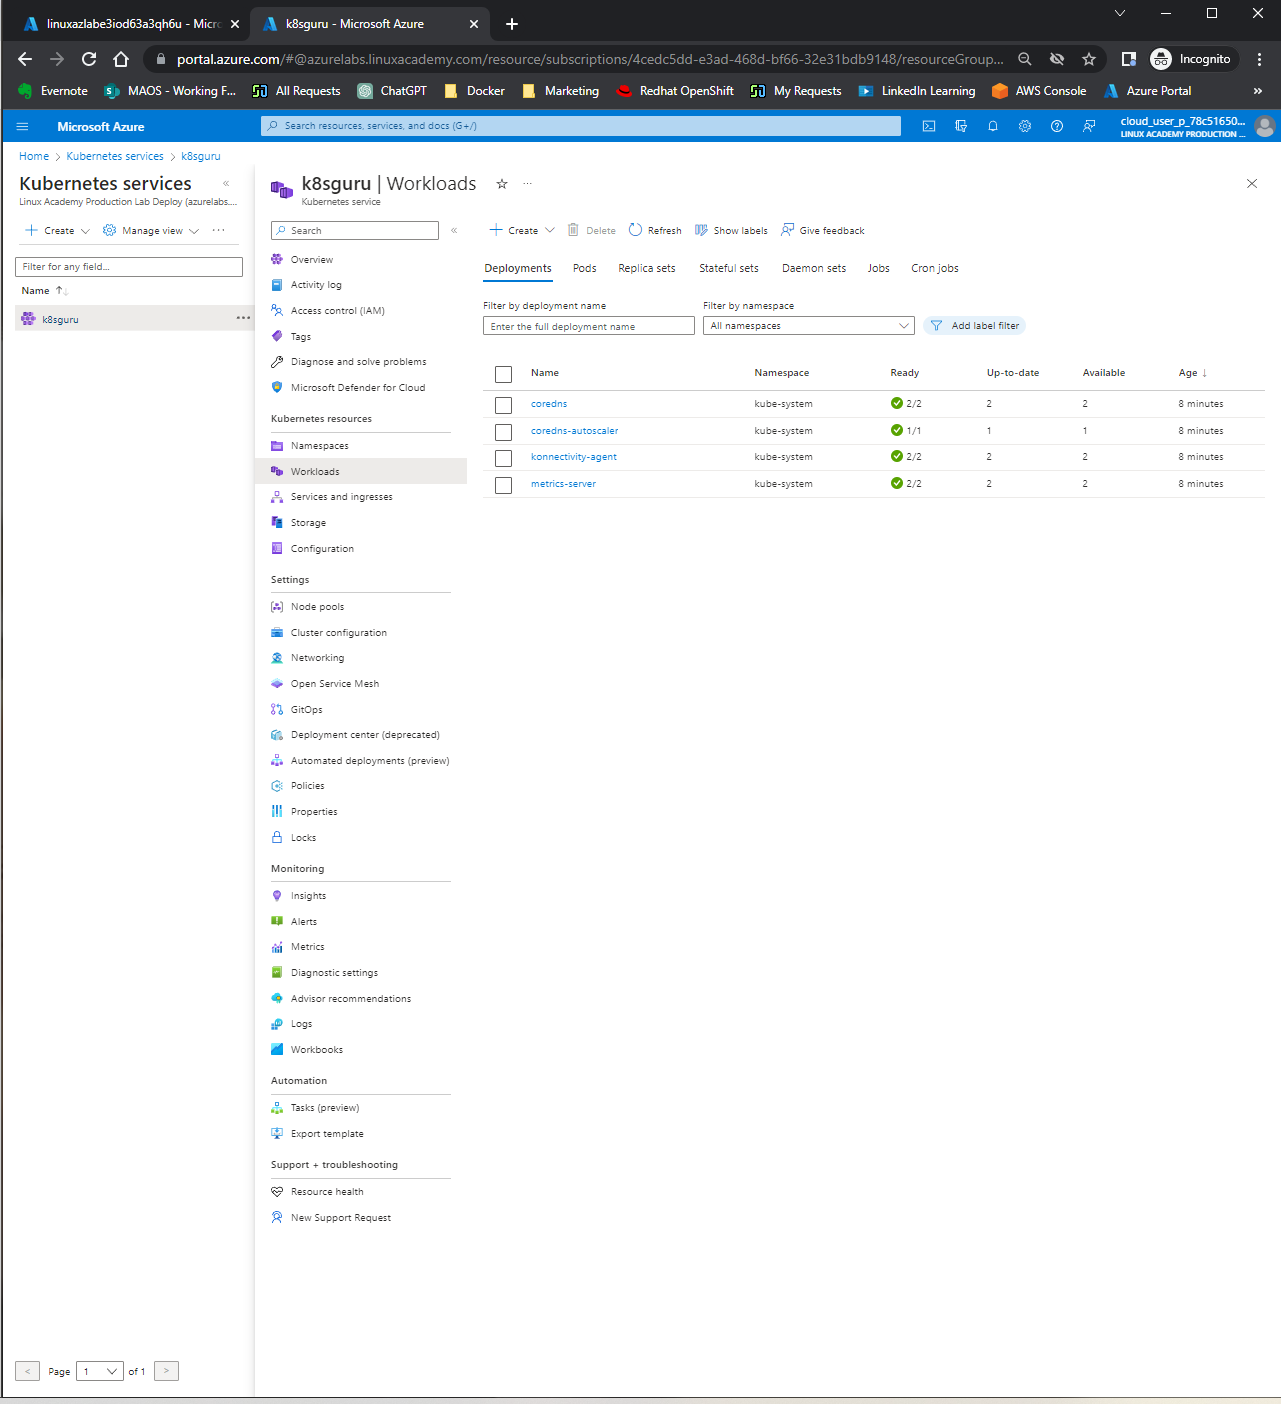 linuxazlabe3iod63a3qh6u - Micro
k8sguru - Microsoft Azure
portal.azure.com/#@azurelabs.linuxacademy.com/resource/subscriptions/4cedc5dd-e3ad-468d-bf66-32e31bdb9148/resourceGroup...
Incognito
Evernote
MAOS - Working F...
All Requests
ChatGPT
Docker
Marketing
Redhat OpenShift
My Requests
LinkedIn Learning
AWS Console
Azure Portal
»
Microsoft Azure
Search resources, services, and docs (G+/)
cloud_user_p_78c51650...
LINUX ACADEMY PRODUCTION ...
Home > Kubernetes services > k8sguru
Kubernetes services
Linux Academy Production Lab Deploy (azurelabs....
Create
Manage view
Filter for any field...
Name
k8sguru
Page 1 of 1
k8sguru | Workloads
Kubernetes service
Search
Overview
Activity log
Access control (IAM)
Tags
Diagnose and solve problems
Microsoft Defender for Cloud
Kubernetes resources
Namespaces
Workloads
Services and ingresses
Storage
Configuration
Settings
Node pools
Cluster configuration
Networking
Open Service Mesh
GitOps
Deployment center (deprecated)
Automated deployments (preview)
Policies
Properties
Locks
Monitoring
Insights
Alerts
Metrics
Diagnostic settings
Advisor recommendations
Logs
Workbooks
Automation
Tasks (preview)
Export template
Support + troubleshooting
Resource health
New Support Request
Create
Delete
Refresh
Show labels
Give feedback
Deployments
Pods
Replica sets
Stateful sets
Daemon sets
Jobs
Cron jobs
Filter by deployment name
Enter the full deployment name
Filter by namespace
All namespaces
Add label filter
Name Namespace Ready Up-to-date Available Age ↓
coredns kube-system 2/2 2 2 8 minutes
coredns-autoscaler kube-system 1/1 1 1 8 minutes
konnectivity-agent kube-system 2/2 2 2 8 minutes
metrics-server kube-system 2/2 2 2 8 minutes